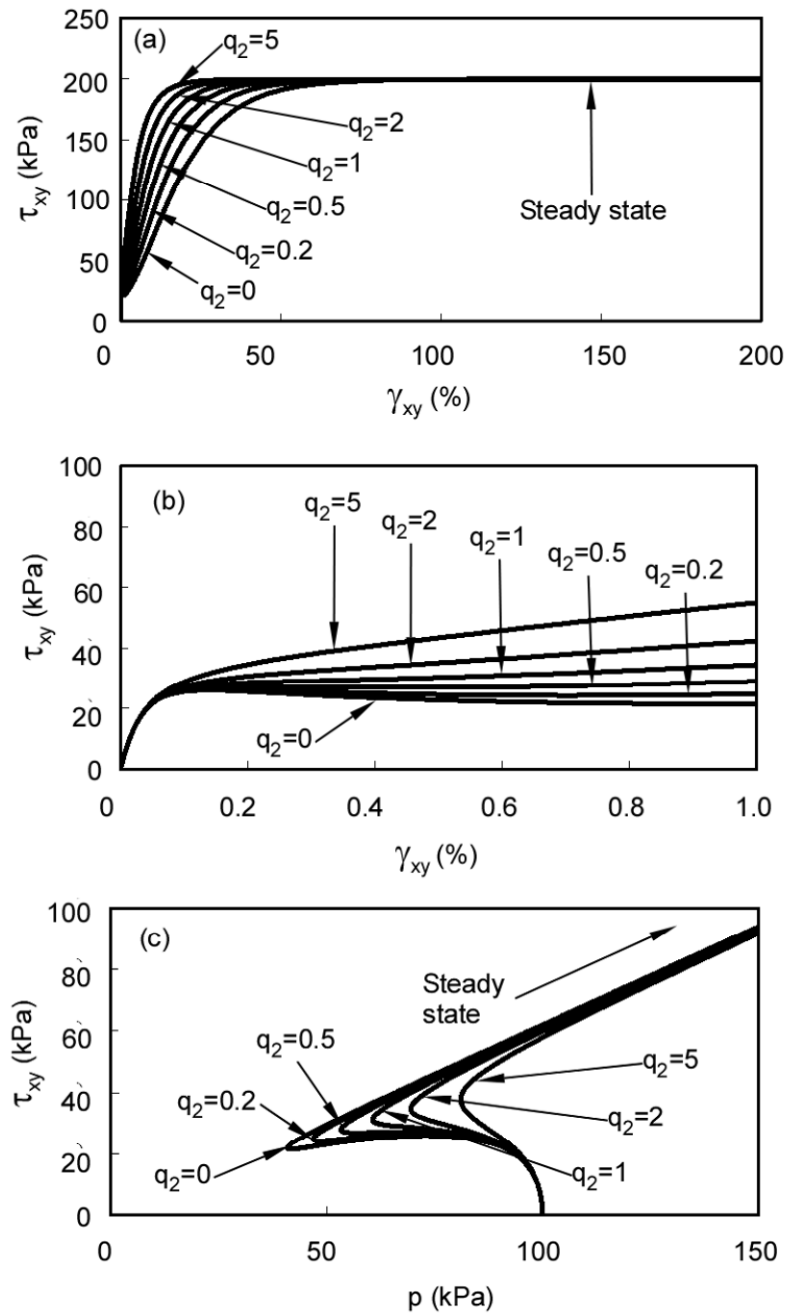 (a)
q2=5
q2=2
q2=1
q2=0.5
q2=0.2
q2=0
Steady state
τxy (kPa)
250
200
150
100
50
0
0 50 100 150 200
γxy (%)
(b)
q2=5
q2=2
q2=1
q2=0.5
q2=0.2
q2=0
τxy (kPa)
100
80
60
40
20
0
0 0.2 0.4 0.6 0.8 1.0
γxy (%)
(c)
Steady
state
q2=0.5
q2=5
q2=0.2
q2=2
q2=0
q2=1
τxy (kPa)
100
80
60
40
20
0
0 50 100 150
p (kPa)